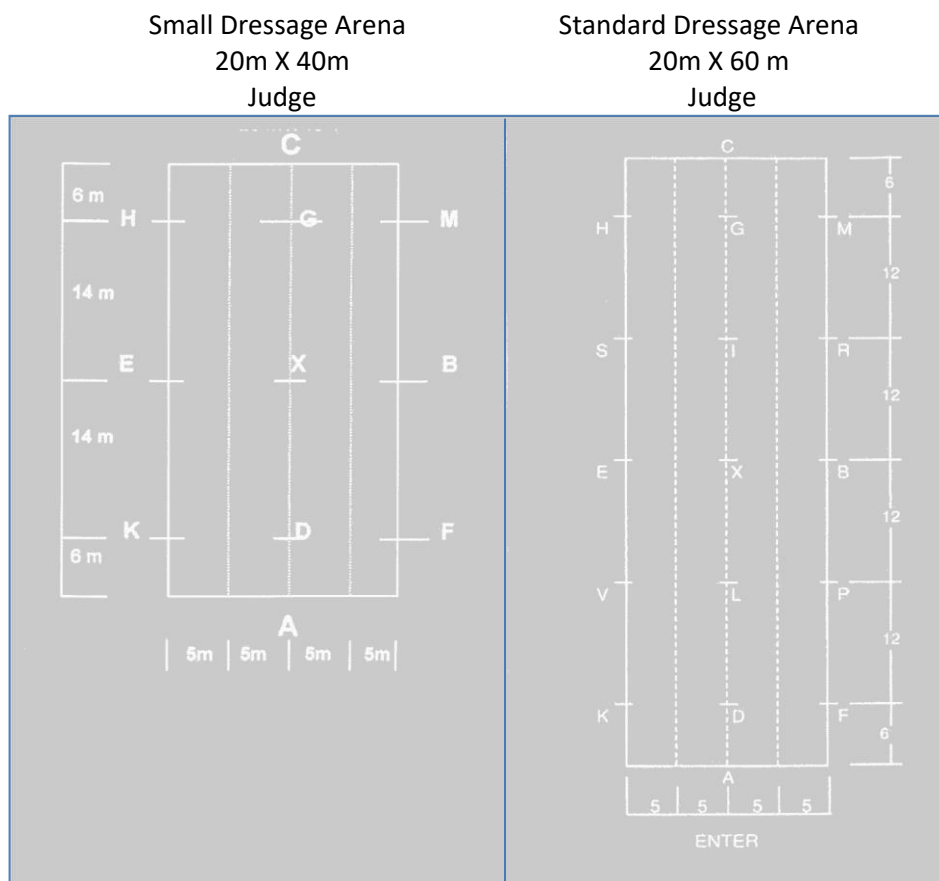 Small Dressage Arena
20m X 40m
Judge
C
6 m
H G M
14 m
E X B
14 m
K D F
6 m
A
5m 5m 5m 5m
Standard Dressage Arena
20m X 60 m
Judge
C
6
H G M
12
S I R
12
E X B
12
V L P
12
K D F
6
A
5 5 5 5
ENTER